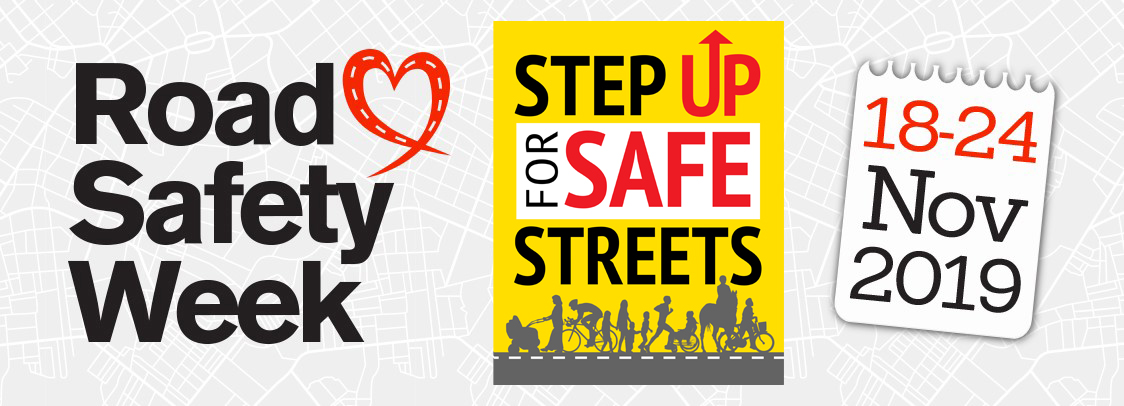 Road
Safety
Week
STEP UP
FOR SAFE
STREETS
18-24
Nov
2019